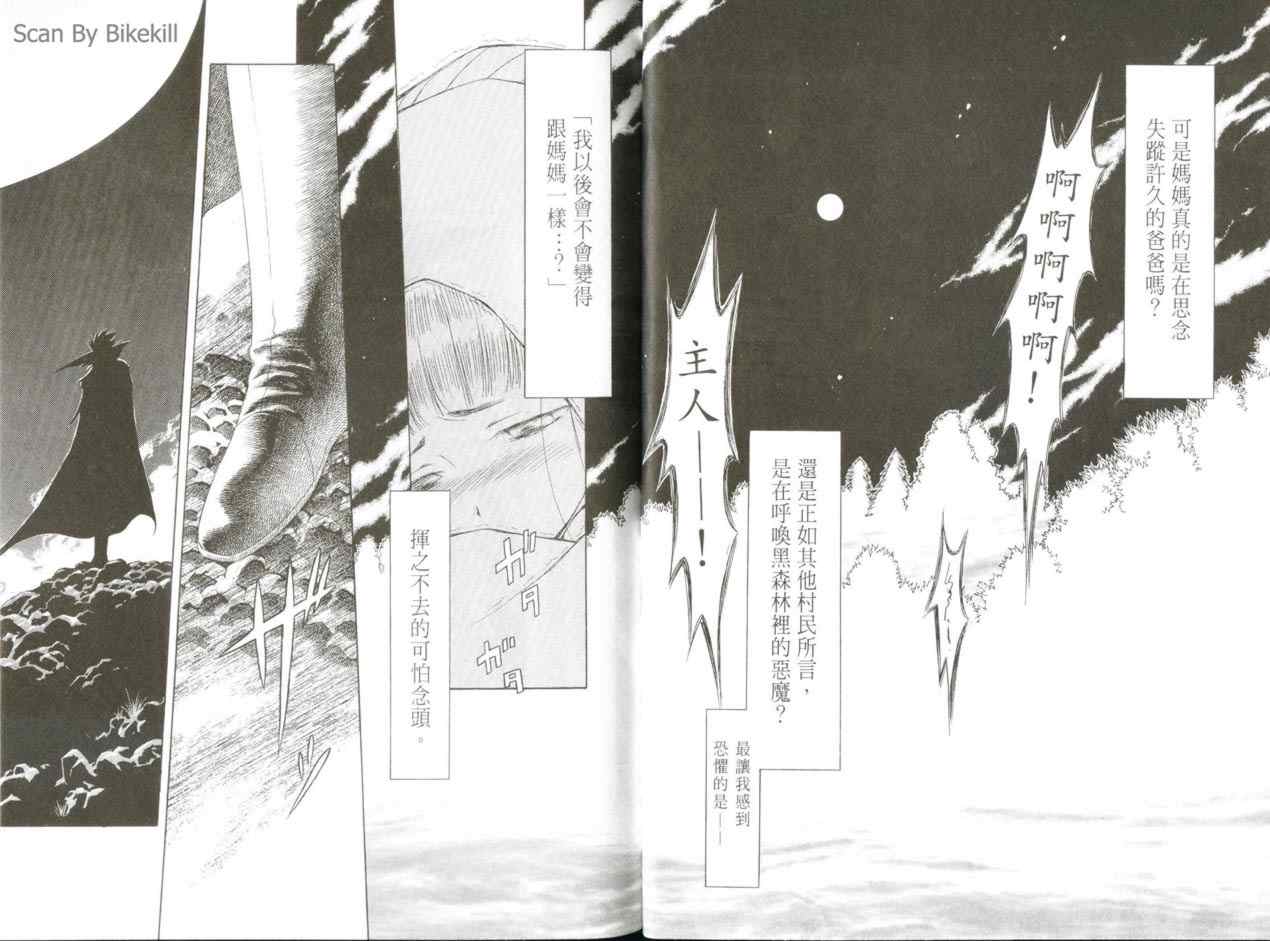 Scan By Bikekill
可是媽媽真的是在思念
失蹤許久的爸爸嗎？
啊啊啊啊啊！
主人——！
還是正如其他村民所言，
是在呼喚黑森林裡的惡魔？
最讓我感到
恐懼的是——
「我以後會不會變得
跟媽媽一樣…？」
ガタ
ガタ
揮之不去的可怕念頭。
ザッ